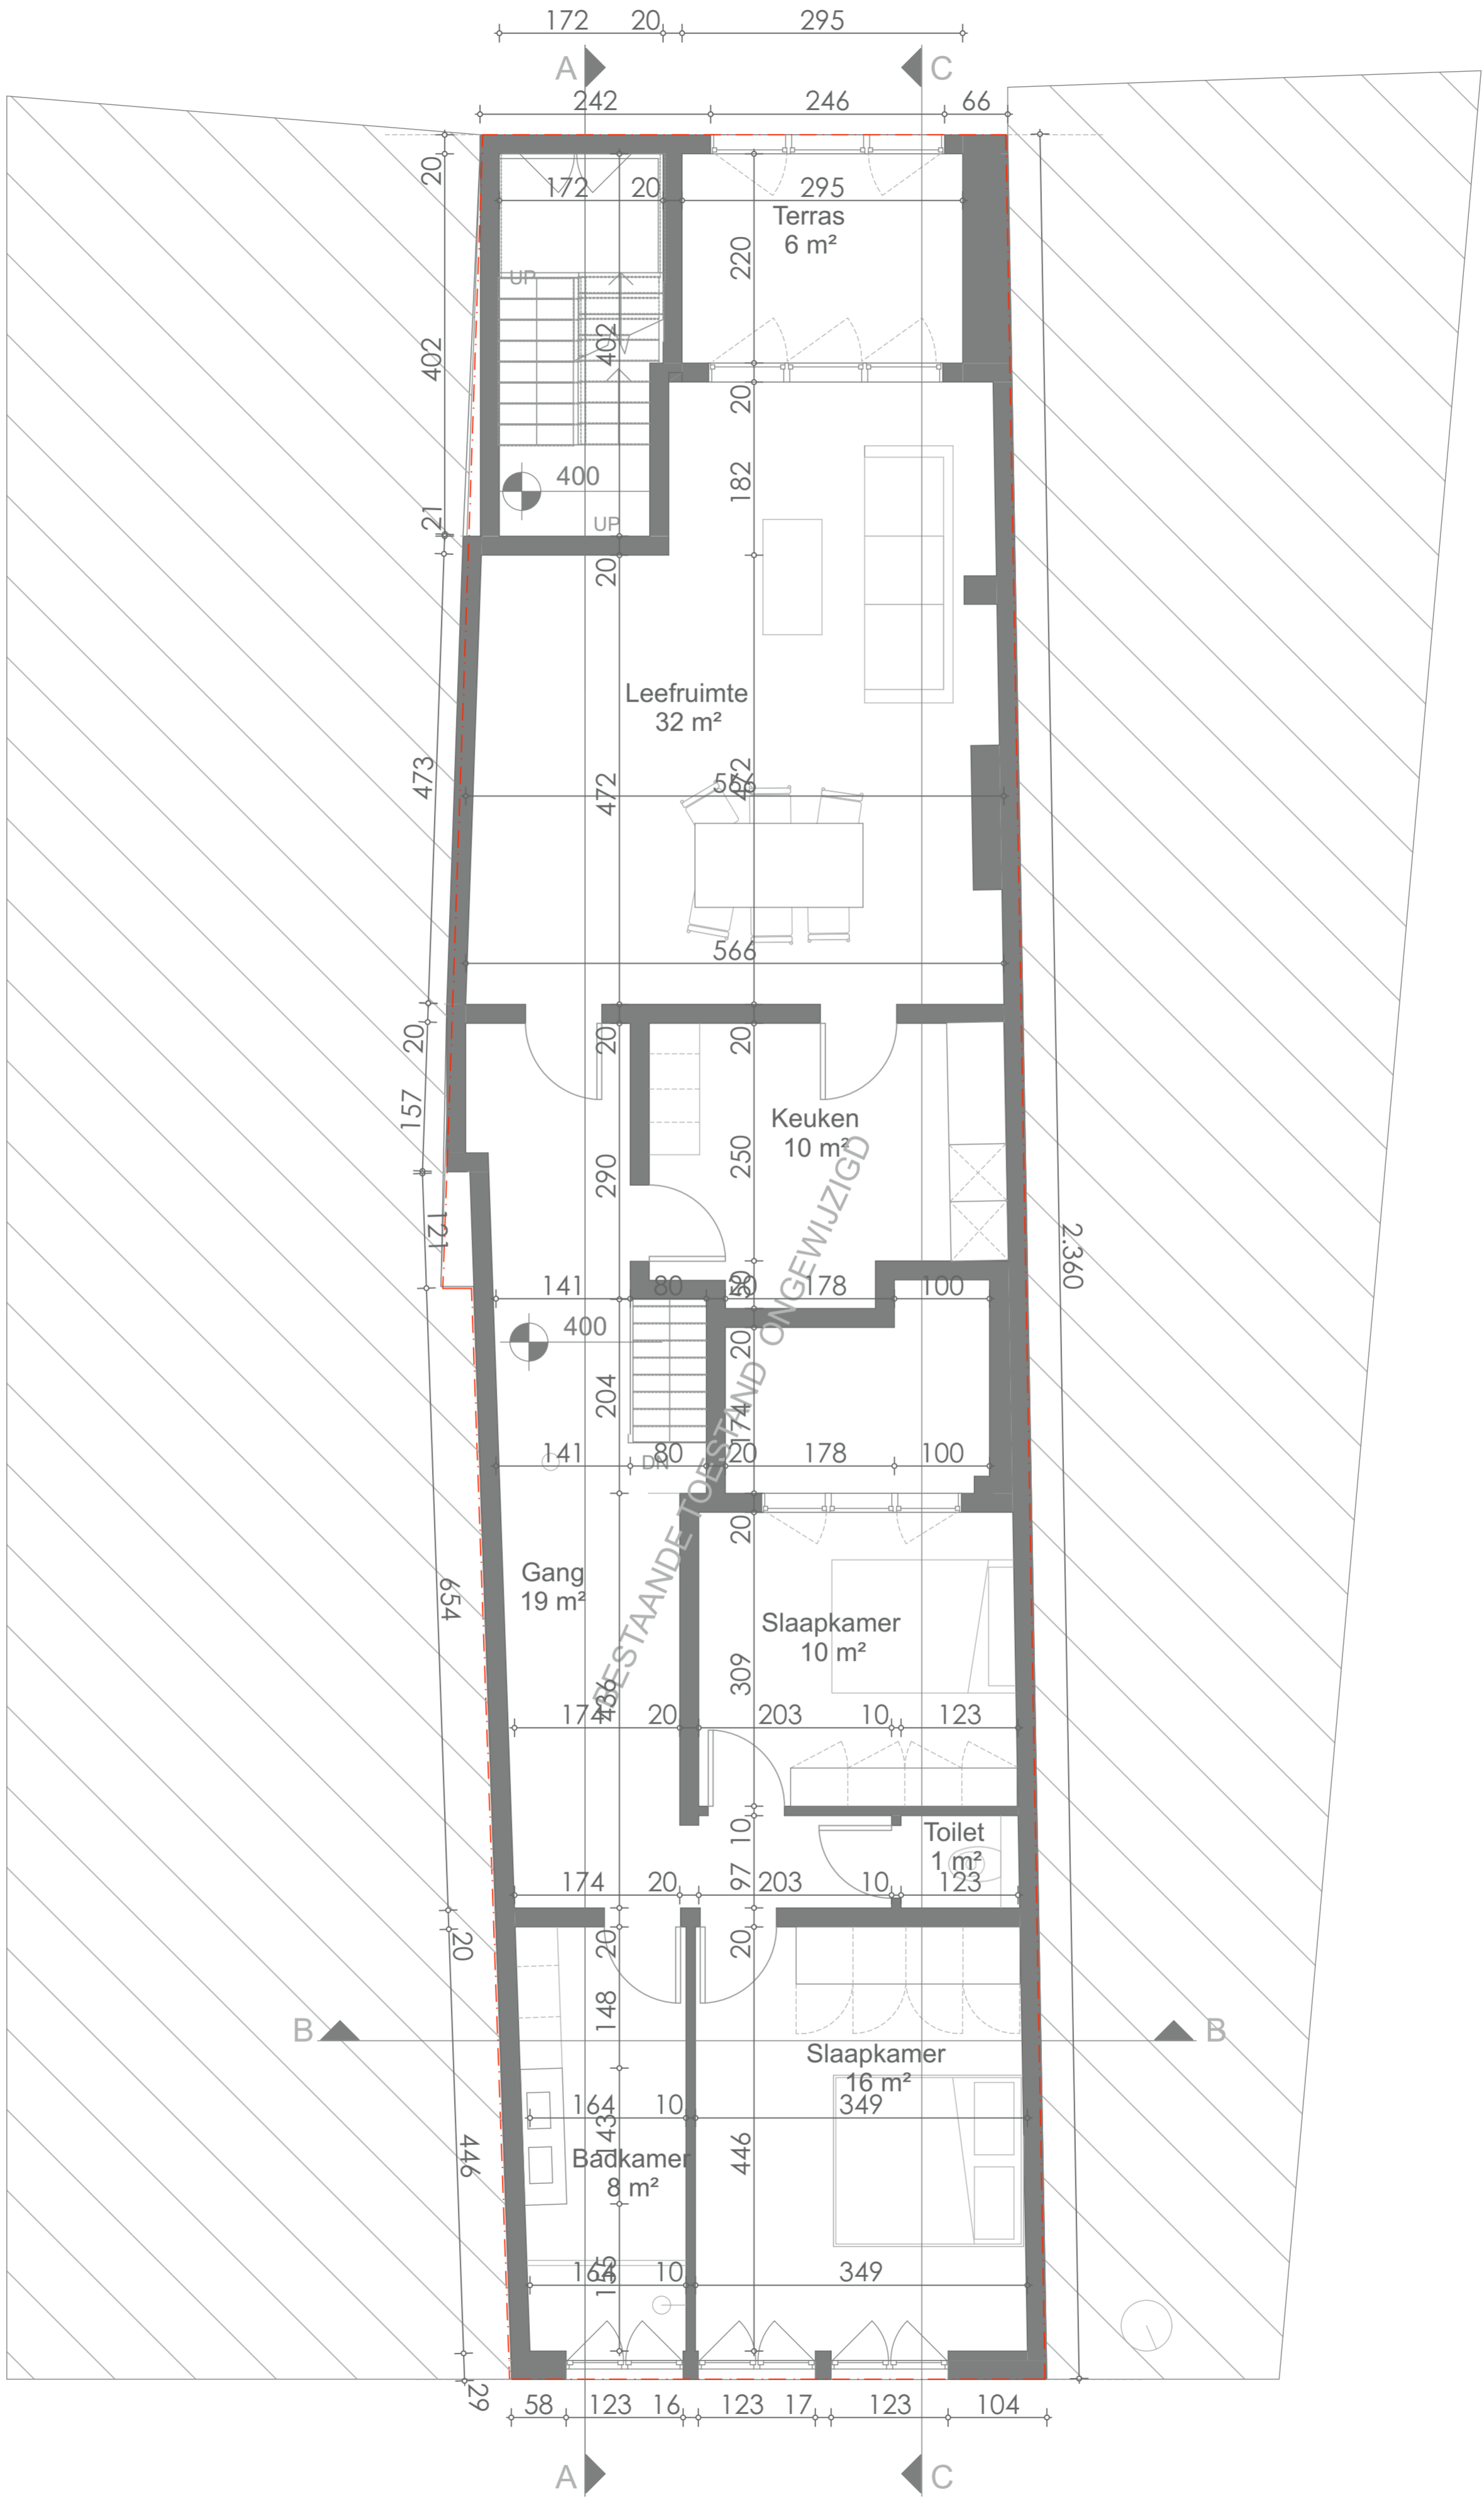 172 20 295
A C
242 246 66
20
172 20 295
Terras
6 m²
220
UP
402
402
20
182
400
21
UP
20
Leefruimte
32 m²
473
472
566
566
20
20
20
157
Keuken
10 m²
290
250
121
2.360
141 80 20 178 100
400
20
204
174
141 80 20 178 100
DN
BESTAANDE TOESTAND ONGEWIJZIGD
20
Gang
19 m²
654
Slaapkamer
10 m²
309
436
174 20 203 10 123
10
Toilet
1 m²
97
174 20 203 10 123
20
20
20
148
B B
Slaapkamer
16 m²
164 10 349
143
446
446
Badkamer
8 m²
164 10 349
155
29
58 123 16 123 17 123 104
A C